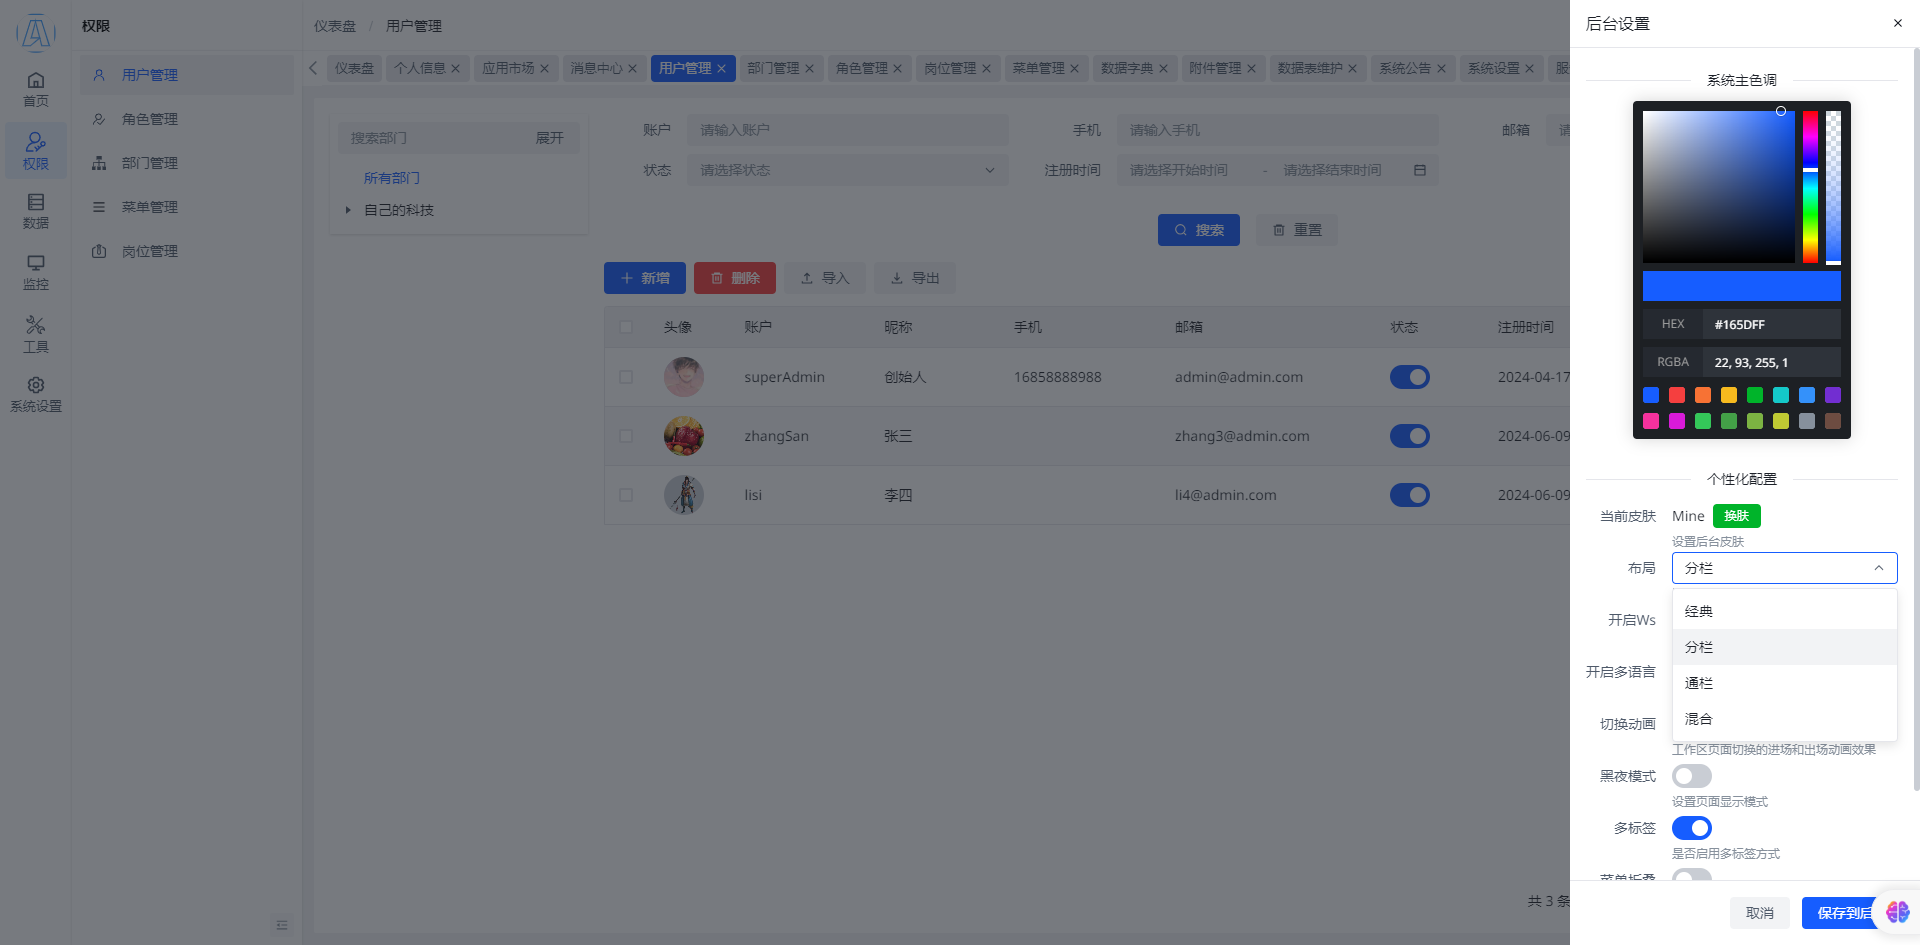 权限
首页
权限
数据
监控
工具
系统设置
用户管理
角色管理
部门管理
菜单管理
岗位管理
仪表盘 / 用户管理
仪表盘 个人信息 应用市场 消息中心 用户管理 部门管理 角色管理 岗位管理 菜单管理 数据字典 附件管理 数据表维护 系统公告 系统设置 服
搜索部门 展开
所有部门
自己的科技
账户 请输入账户 手机 请输入手机 邮箱
状态 请选择状态 注册时间 请选择开始时间 - 请选择结束时间
搜索 重置
新增 删除 导入 导出
头像 账户 昵称 手机 邮箱 状态 注册时间
superAdmin 创始人 16858888988 admin@admin.com 2024-04-17
zhangSan 张三 zhang3@admin.com 2024-06-09
lisi 李四 li4@admin.com 2024-06-09
共 3 条
后台设置
系统主色调
HEX #165DFF
RGBA 22, 93, 255, 1
个性化配置
当前皮肤 Mine 换肤
设置后台皮肤
布局 分栏
经典
开启Ws
分栏
开启多语言
通栏
混合
切换动画
工作区页面切换的进场和出场动画效果
黑夜模式
设置页面显示模式
多标签
是否启用多标签方式
菜单折叠
取消 保存到后